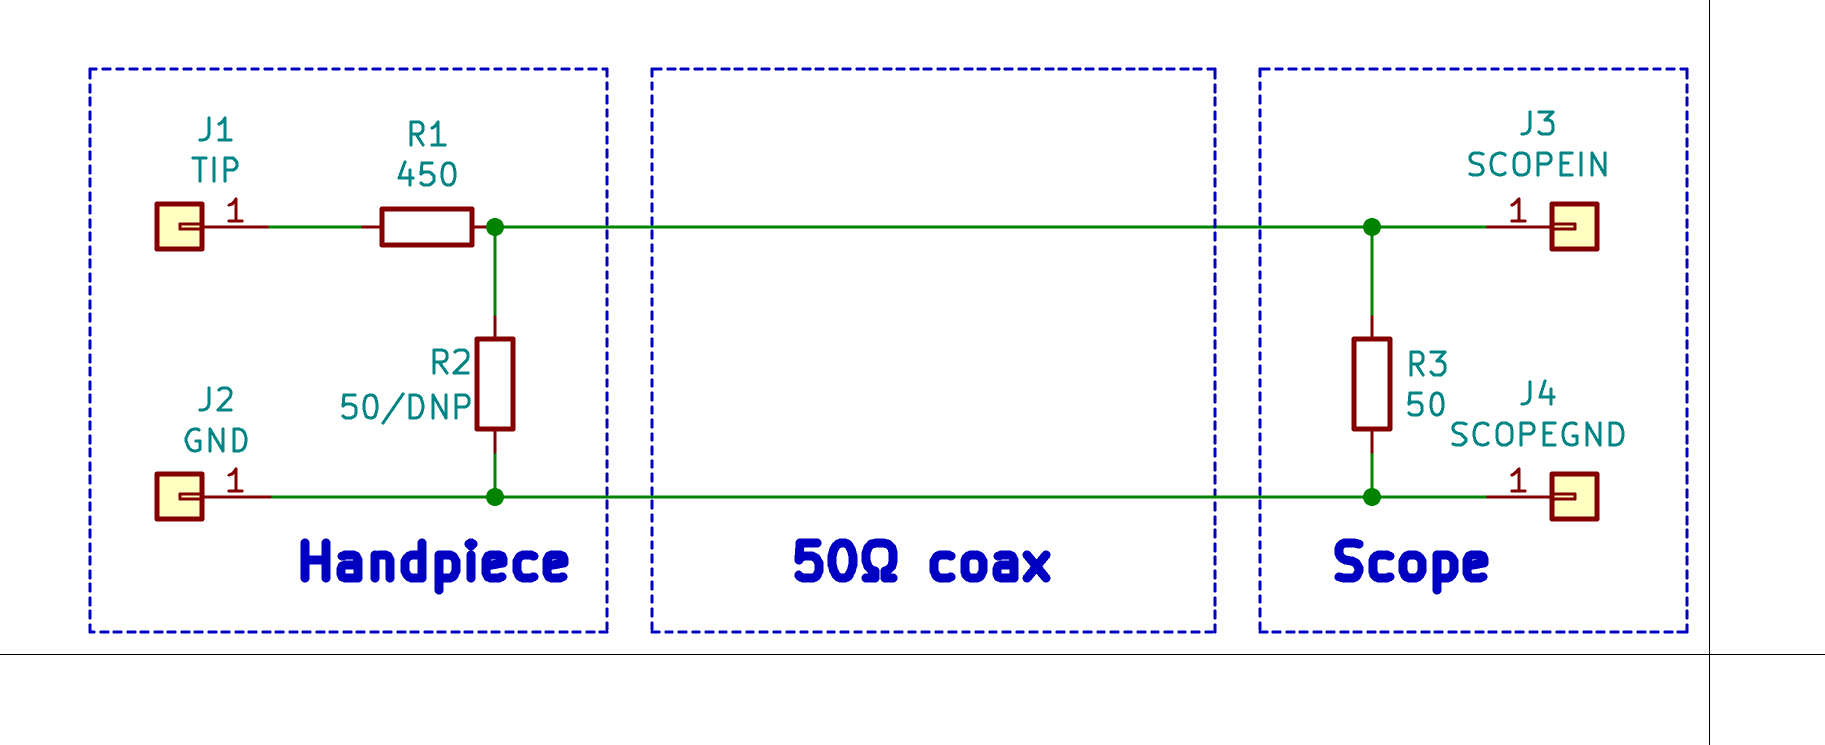 J1
TIP
1
R1
450
J3
SCOPEIN
1
R2
50/DNP
R3
50
J2
GND
1
J4
SCOPEGND
1
Handpiece
50Ω coax
Scope